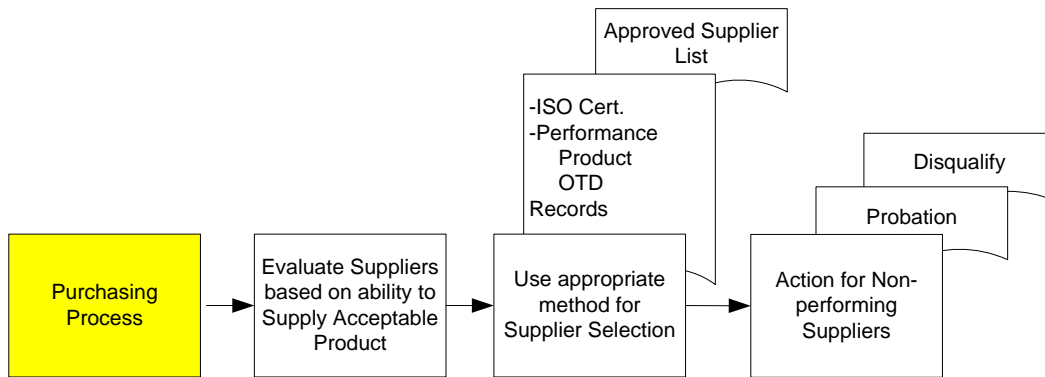 Approved Supplier
List
-ISO Cert.
-Performance
Product
OTD
Records
Disqualify
Probation
Purchasing
Process
Evaluate Suppliers
based on ability to
Supply Acceptable
Product
Use appropriate
method for
Supplier Selection
Action for Non-
performing
Suppliers